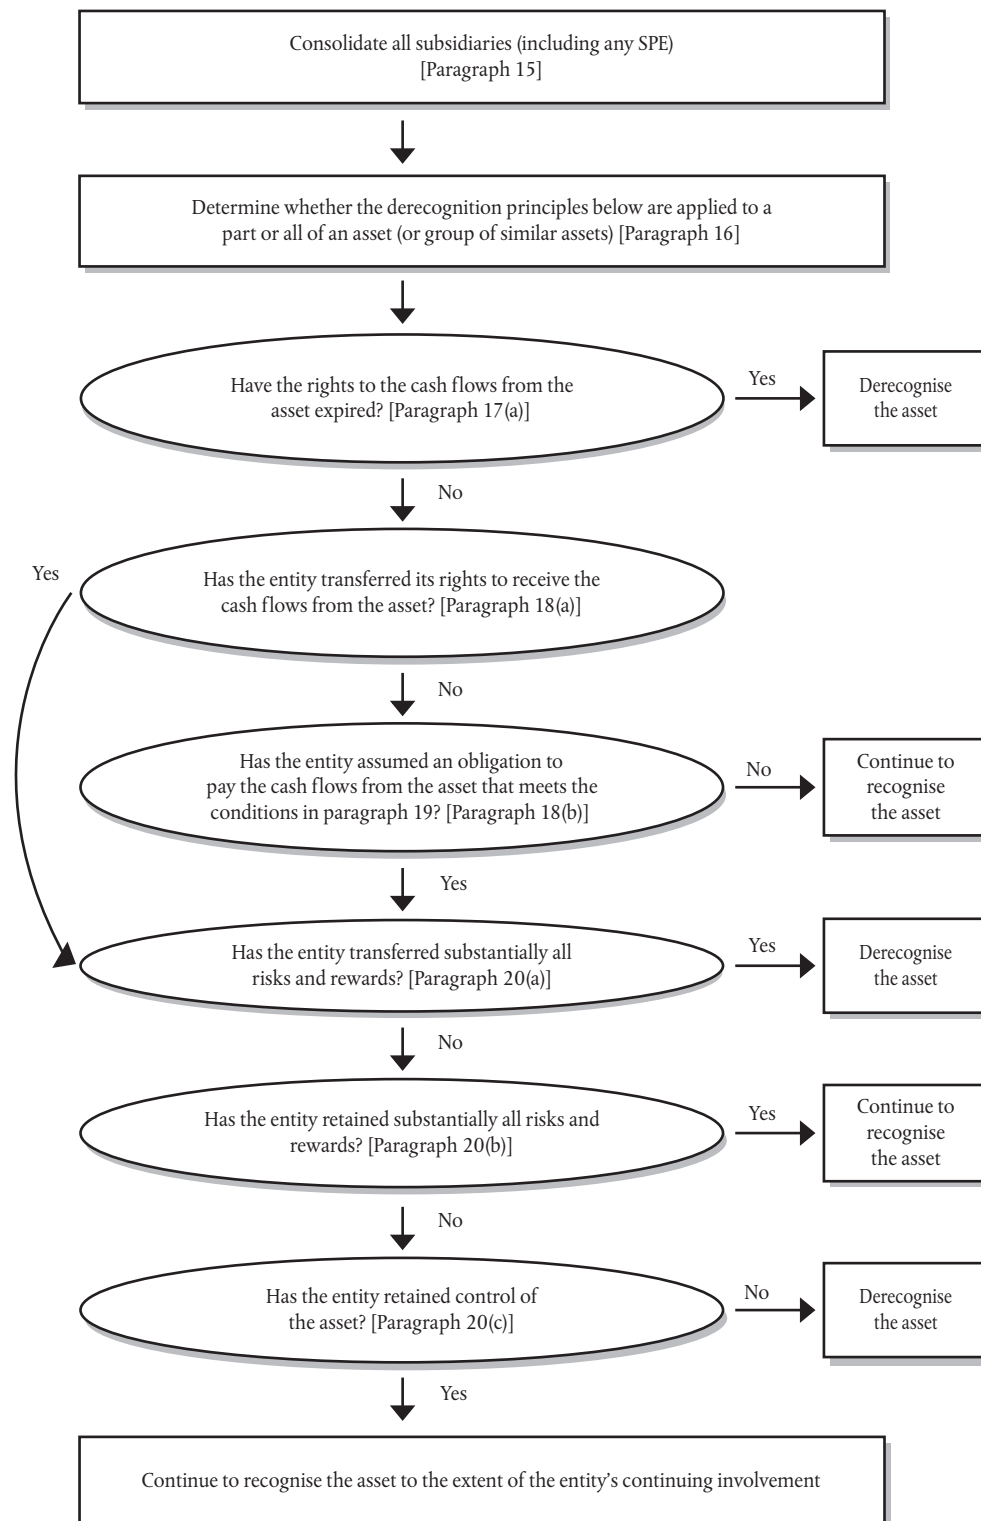 Consolidate all subsidiaries (including any SPE)
[Paragraph 15]
Determine whether the derecognition principles below are applied to a
part or all of an asset (or group of similar assets) [Paragraph 16]
Have the rights to the cash flows from the
asset expired? [Paragraph 17(a)]
Yes
Derecognise
the asset
No
Yes
Has the entity transferred its rights to receive the
cash flows from the asset? [Paragraph 18(a)]
No
Has the entity assumed an obligation to
pay the cash flows from the asset that meets the
conditions in paragraph 19? [Paragraph 18(b)]
No
Continue to
recognise
the asset
Yes
Has the entity transferred substantially all
risks and rewards? [Paragraph 20(a)]
Yes
Derecognise
the asset
No
Has the entity retained substantially all risks and
rewards? [Paragraph 20(b)]
Yes
Continue to
recognise
the asset
No
Has the entity retained control of
the asset? [Paragraph 20(c)]
No
Derecognise
the asset
Yes
Continue to recognise the asset to the extent of the entity's continuing involvement